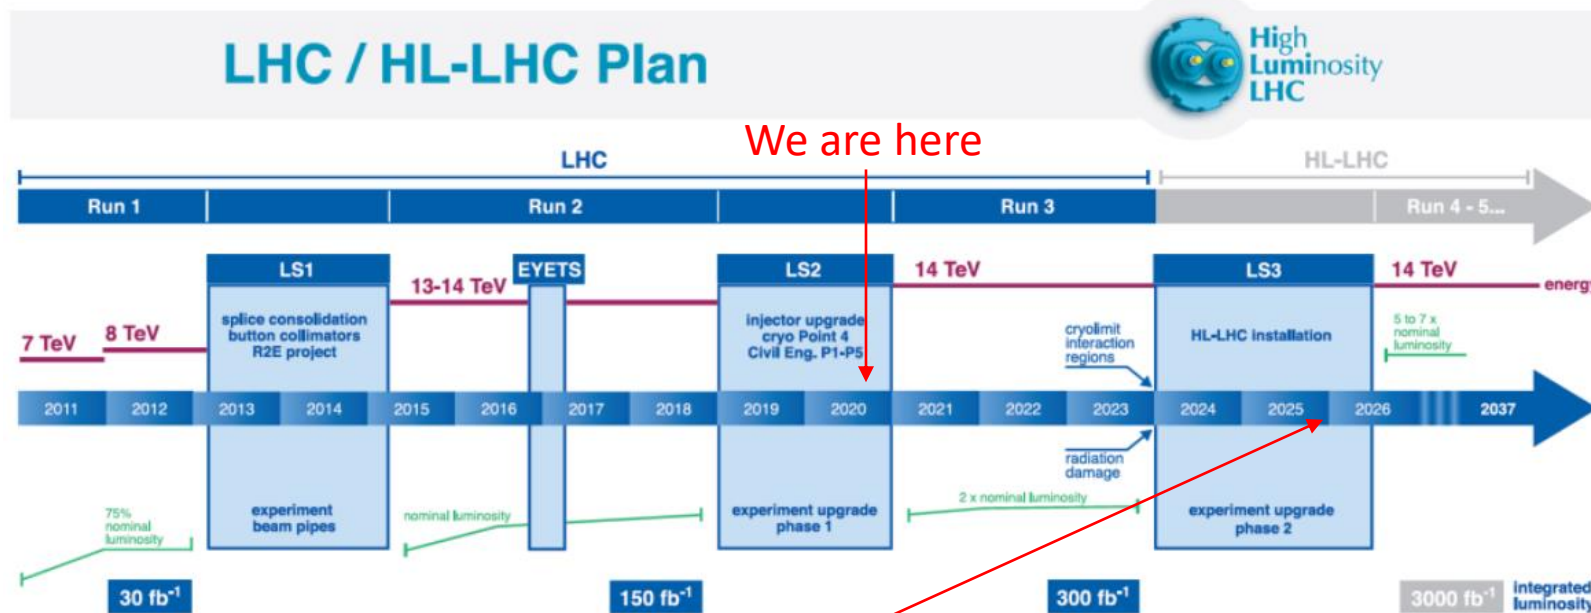 LHC / HL-LHC Plan
High
Luminosity
LHC
We are here
LHC
HL-LHC
Run 1
Run 2
Run 3
Run 4 - 5...
LS1
EYETS
LS2
14 TeV
LS3
14 TeV
energy
13-14 TeV
7 TeV
8 TeV
splice consolidation
button collimators
R2E project
injector upgrade
cryo Point 4
Civil Eng. P1-P5
cryolimit
interaction
regions
HL-LHC installation
5 to 7 x
nominal
luminosity
2011
2012
2013
2014
2015
2016
2017
2018
2019
2020
2021
2022
2023
2024
2025
2026
2037
radiation
damage
75%
nominal
luminosity
experiment
beam pipes
nominal luminosity
experiment upgrade
phase 1
2 x nominal luminosity
experiment upgrade
phase 2
30 fb⁻¹
150 fb⁻¹
300 fb⁻¹
3000 fb⁻¹
integrated
luminosity